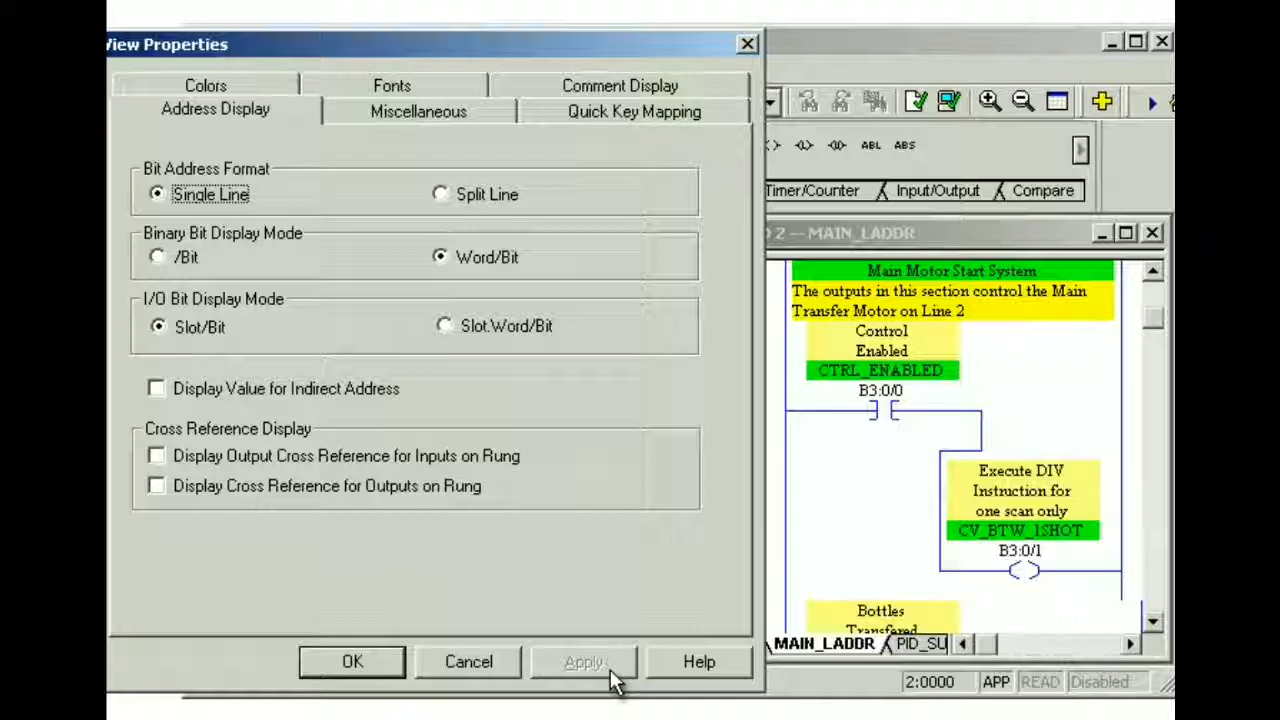 View Properties
Colors
Fonts
Comment Display
Address Display
Miscellaneous
Quick Key Mapping
Bit Address Format
Single Line
Split Line
Binary Bit Display Mode
/Bit
Word/Bit
I/O Bit Display Mode
Slot/Bit
Slot.Word/Bit
Display Value for Indirect Address
Cross Reference Display
Display Output Cross Reference for Inputs on Rung
Display Cross Reference for Outputs on Rung
OK
Cancel
Apply
Help
ABL
ABS
Timer/Counter
Input/Output
Compare
2 -- MAIN_LADDR
Main Motor Start System
The outputs in this section control the Main
Transfer Motor on Line 2
Control
Enabled
CTRL_ENABLED
B3:0/0
Execute DIV
Instruction for
one scan only
CV_BTW_1SHOT
B3:0/1
Bottles
Transfered
MAIN_LADDR
PID_SU
2:0000
APP
READ
Disabled